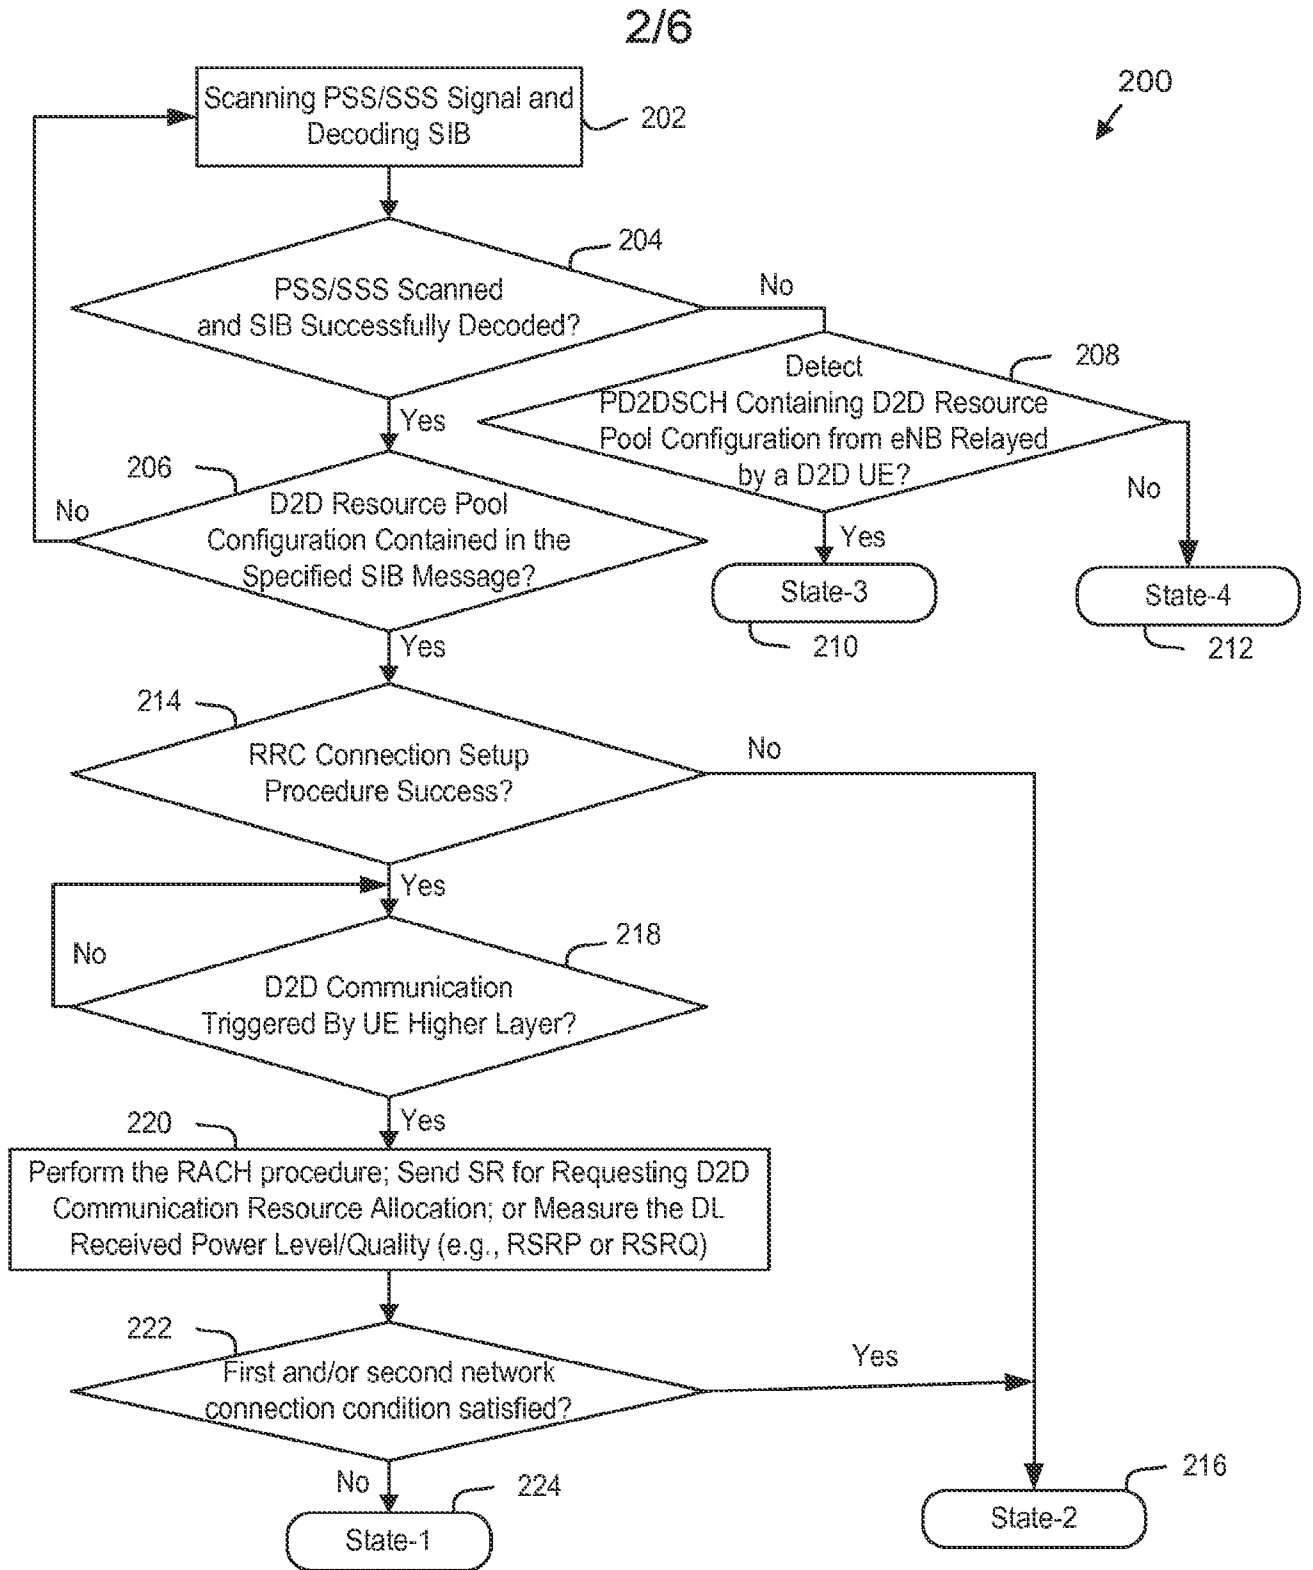 2/6
200
Scanning PSS/SSS Signal and
Decoding SIB
202
204
PSS/SSS Scanned
and SIB Successfully Decoded?
No
Yes
208
Detect
PD2DSCH Containing D2D Resource
Pool Configuration from eNB Relayed
by a D2D UE?
No
Yes
206
No
D2D Resource Pool
Configuration Contained in the
Specified SIB Message?
State-3
210
State-4
212
Yes
214
RRC Connection Setup
Procedure Success?
No
Yes
No
218
D2D Communication
Triggered By UE Higher Layer?
Yes
220
Perform the RACH procedure; Send SR for Requesting D2D
Communication Resource Allocation; or Measure the DL
Received Power Level/Quality (e.g., RSRP or RSRQ)
222
First and/or second network
connection condition satisfied?
Yes
No
224
State-1
216
State-2